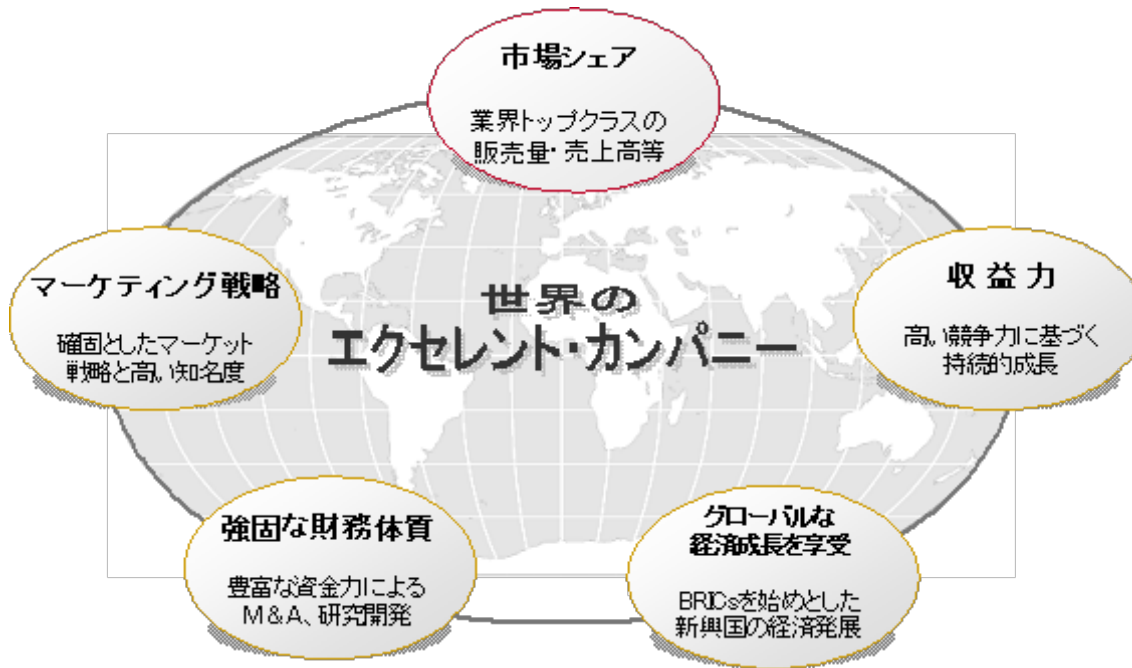 市場シェア
業界トップクラスの
販売量・売上高等
マーケティング戦略
確固としたマーケット
戦略と高い知名度
世界の
エクセレント・カンパニー
収益力
高い競争力に基づく
持続的成長
強固な財務体質
豊富な資金力による
M&A、研究開発
グローバルな
経済成長を享受
BRICsを始めとした
新興国の経済発展